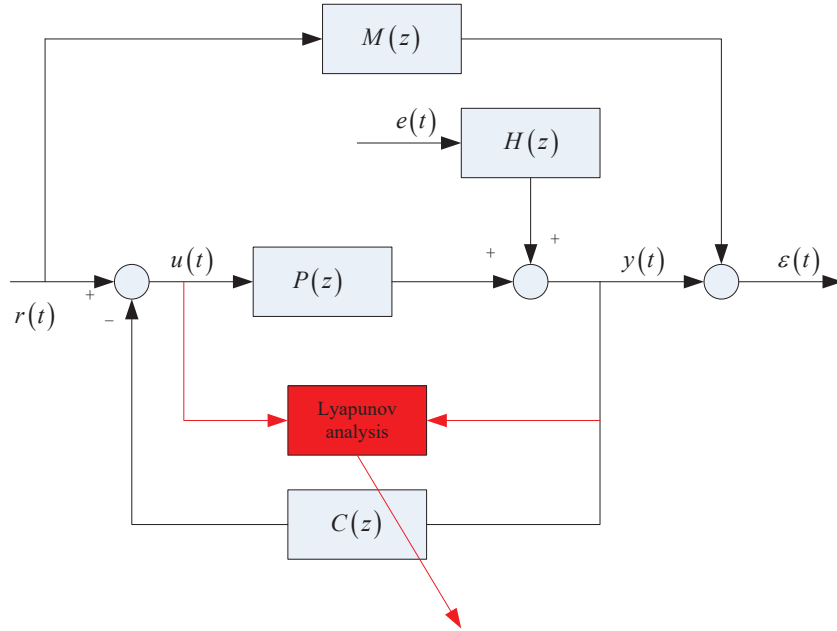 M(z)
e(t)
H(z)
+
+
u(t)
P(z)
y(t)
ε(t)
+
r(t)
−
Lyapunov
analysis
C(z)